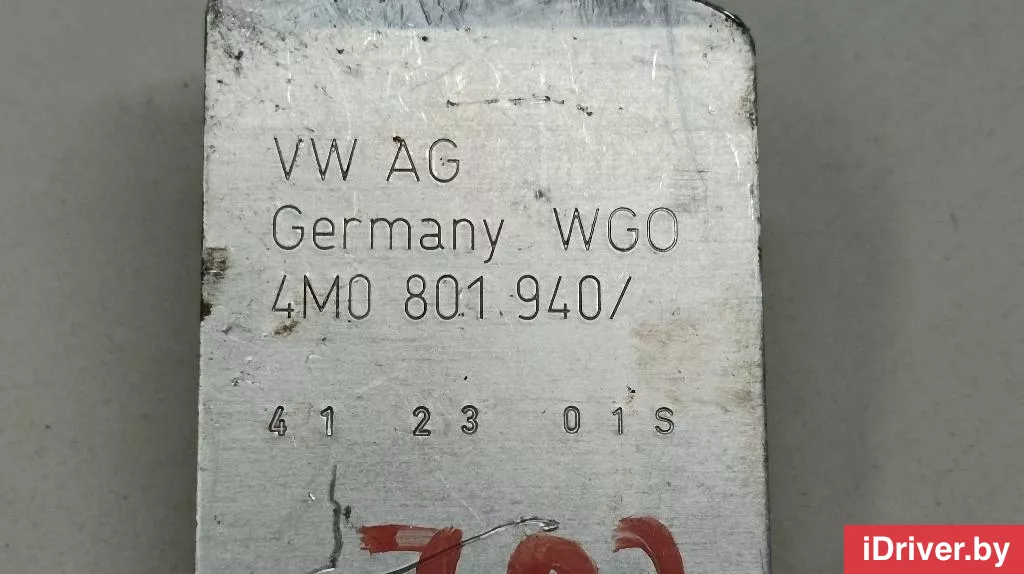 VW AG
Germany WGO
4M0 801 940/
41 23 01S
iDriver.by